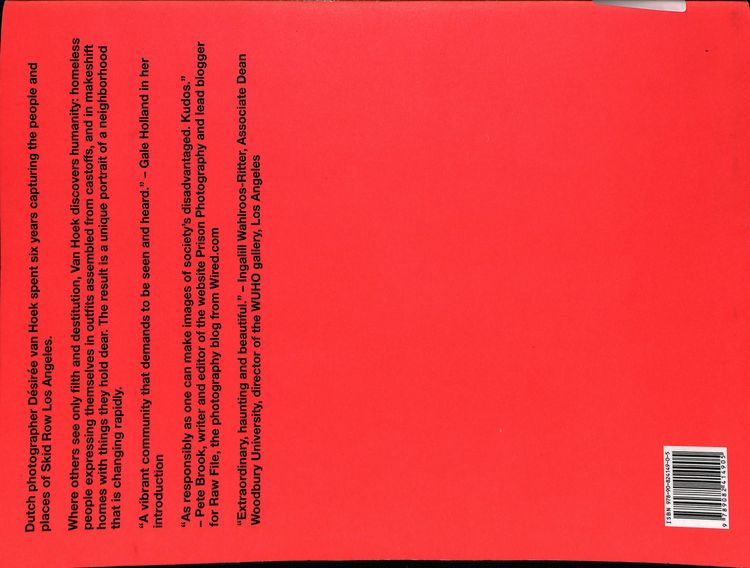 Dutch photographer Désirée van Hoek spent six years capturing the people and
places of Skid Row Los Angeles.
Where others see only filth and destitution, Van Hoek discovers humanity: homeless
people expressing themselves in outfits assembled from castoffs, and in makeshift
homes with things they hold dear. The result is a unique portrait of a neighborhood
that is changing rapidly.
“A vibrant community that demands to be seen and heard.” – Gale Holland in her
introduction
“As responsibly as one can make images of society's disadvantaged. Kudos.”
– Pete Brook, writer and editor of the website Prison Photography and lead blogger
for Raw File, the photography blog from Wired.com
“Extraordinary, haunting and beautiful.” – Ingalill Wahlroos-Ritter, Associate Dean
Woodbury University, director of the WUHO gallery, Los Angeles
ISBN 978-90-824149-0-5
9 789082 414905